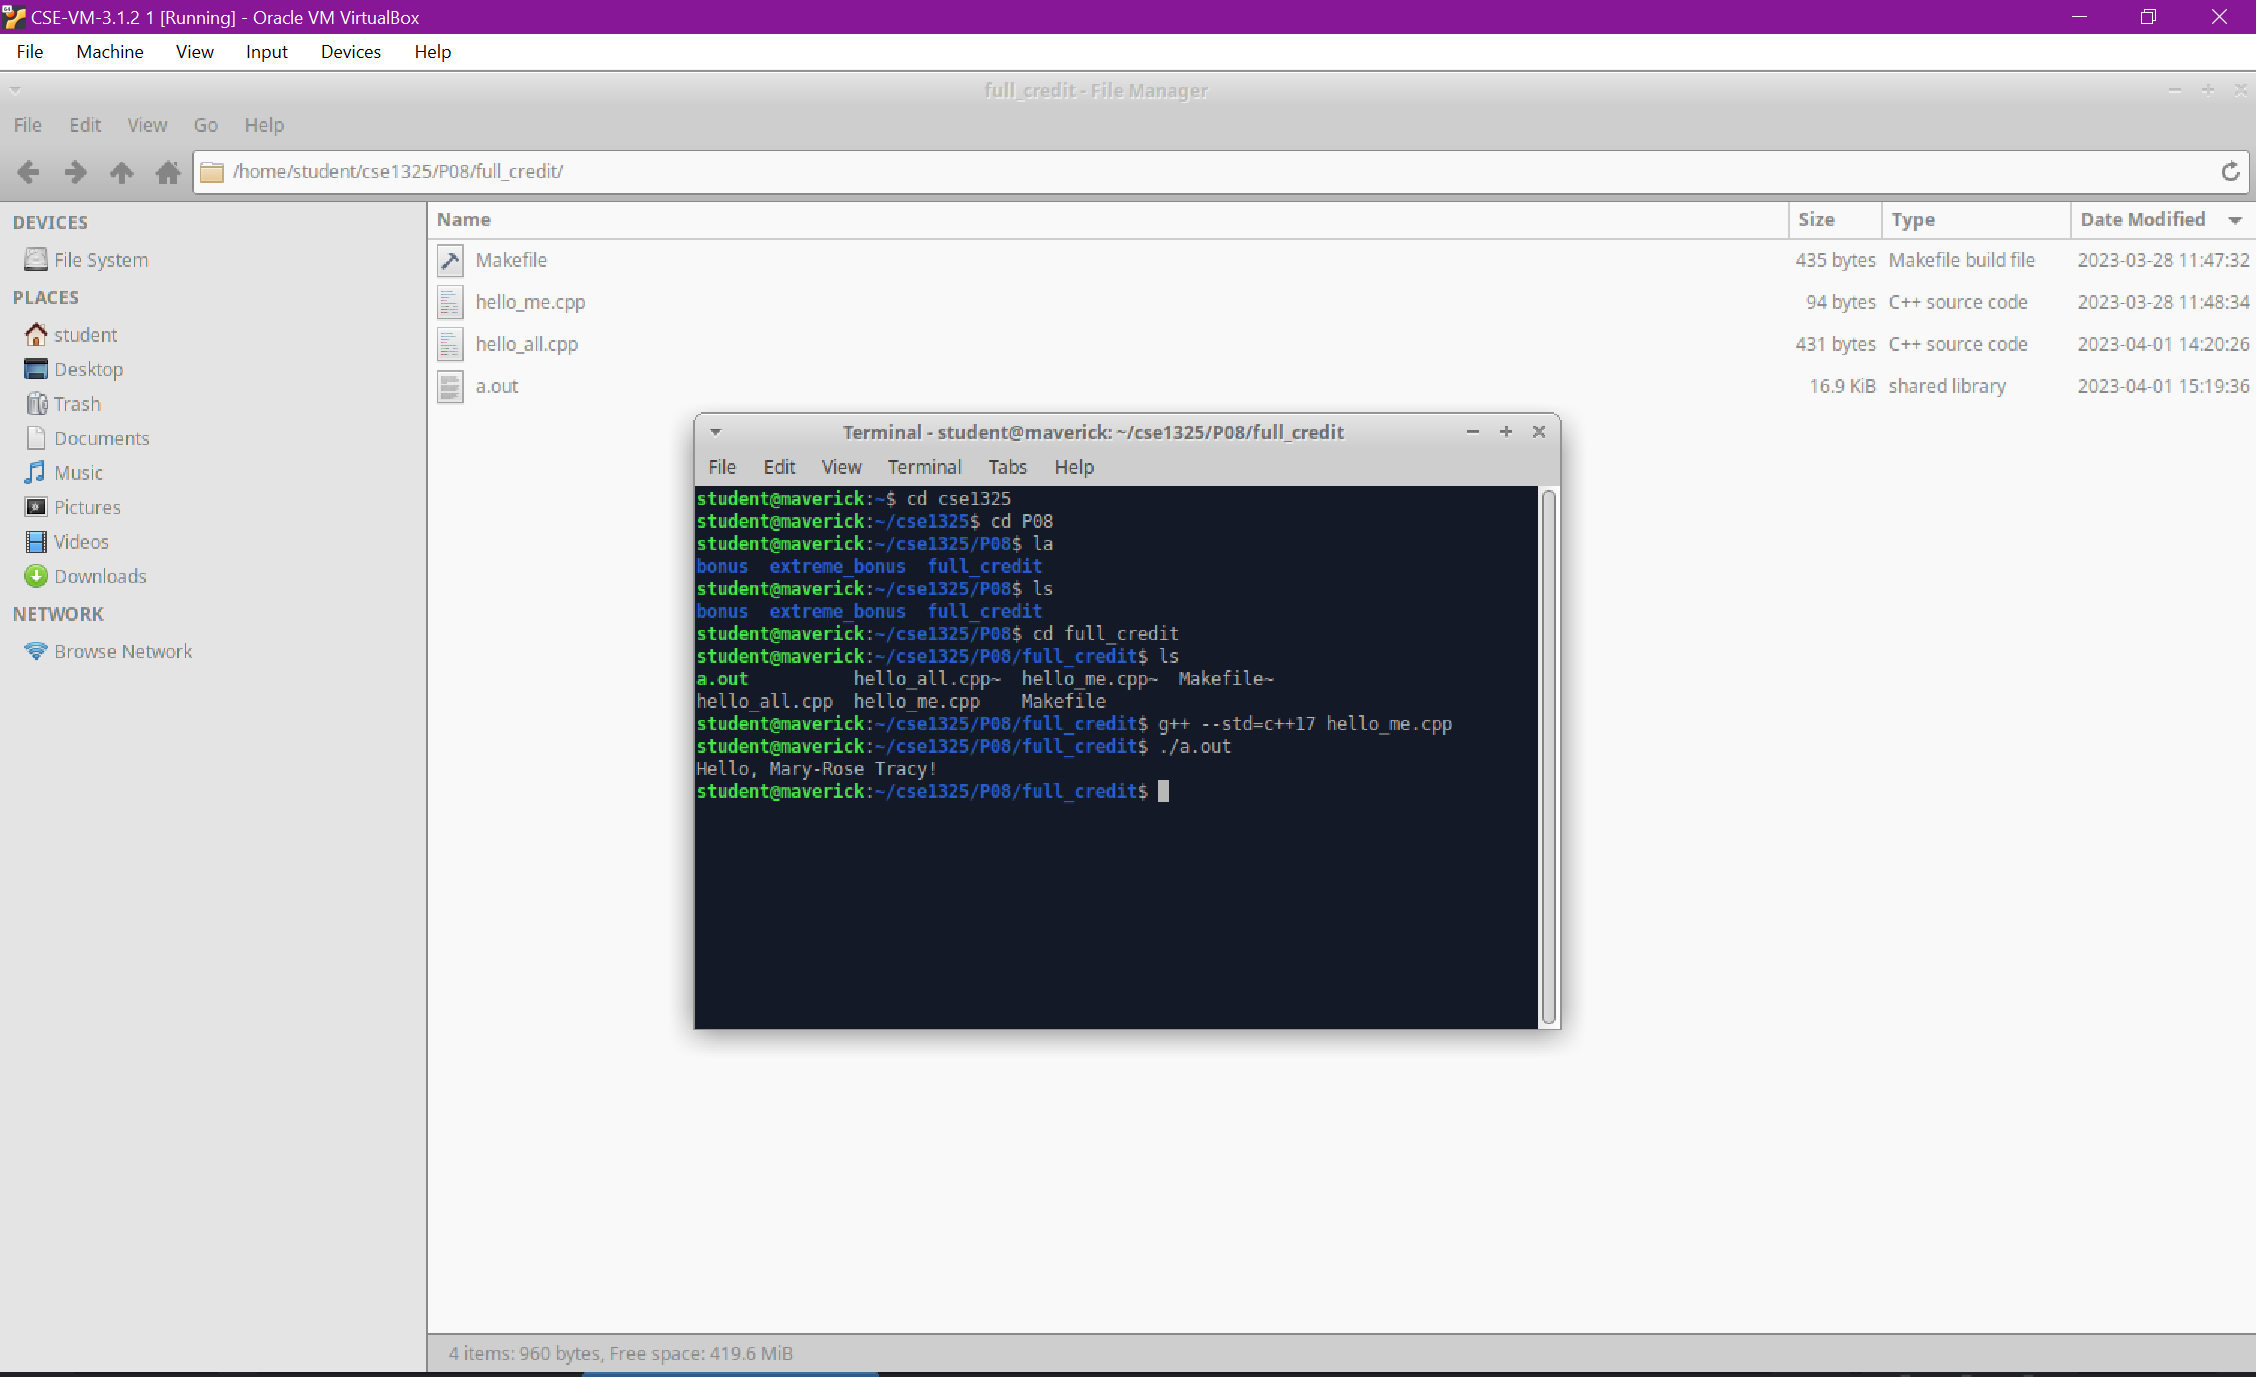 CSE-VM-3.1.2 1 [Running] - Oracle VM VirtualBox
File Machine View Input Devices Help
full_credit - File Manager
File Edit View Go Help
/home/student/cse1325/P08/full_credit/
DEVICES
File System
PLACES
student
Desktop
Trash
Documents
Music
Pictures
Videos
Downloads
NETWORK
Browse Network
Name Size Type Date Modified
Makefile 435 bytes Makefile build file 2023-03-28 11:47:32
hello_me.cpp 94 bytes C++ source code 2023-03-28 11:48:34
hello_all.cpp 431 bytes C++ source code 2023-04-01 14:20:26
a.out 16.9 KiB shared library 2023-04-01 15:19:36
Terminal - student@maverick: ~/cse1325/P08/full_credit
File Edit View Terminal Tabs Help
student@maverick:~$ cd cse1325
student@maverick:~/cse1325$ cd P08
student@maverick:~/cse1325/P08$ la
bonus extreme_bonus full_credit
student@maverick:~/cse1325/P08$ ls
bonus extreme_bonus full_credit
student@maverick:~/cse1325/P08$ cd full_credit
student@maverick:~/cse1325/P08/full_credit$ ls
a.out hello_all.cpp~ hello_me.cpp~ Makefile~
hello_all.cpp hello_me.cpp Makefile
student@maverick:~/cse1325/P08/full_credit$ g++ --std=c++17 hello_me.cpp
student@maverick:~/cse1325/P08/full_credit$ ./a.out
Hello, Mary-Rose Tracy!
student@maverick:~/cse1325/P08/full_credit$
4 items: 960 bytes, Free space: 419.6 MiB